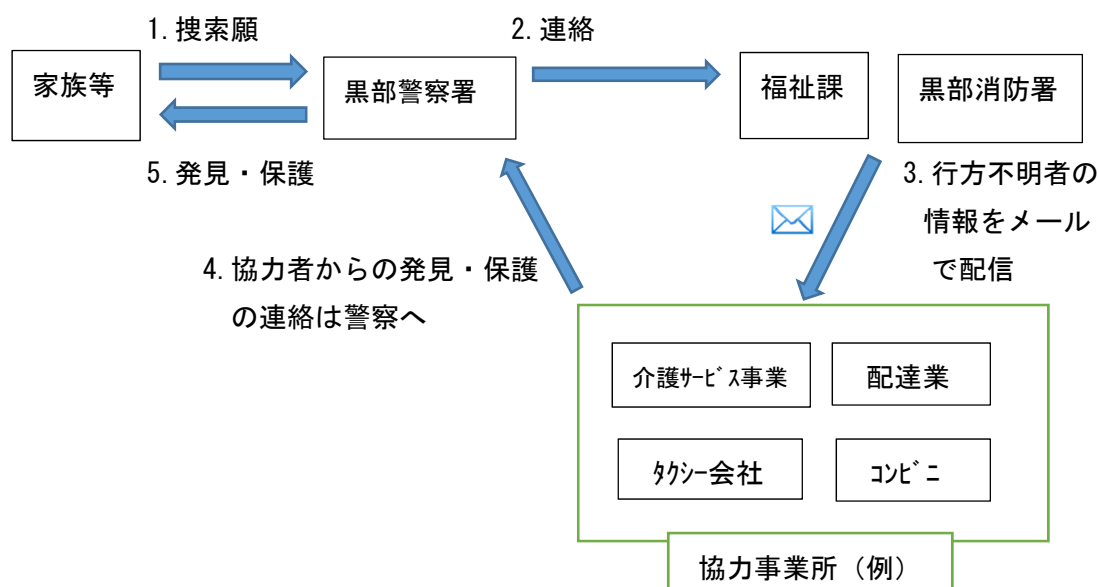 1.捜索願
2.連絡
家族等
黒部警察署
福祉課
黒部消防署
5.発見・保護
3.行方不明者の
情報をメール
で配信
4.協力者からの発見・保護
の連絡は警察へ
介護ｻｰﾋﾞｽ事業
配達業
ﾀｸｼｰ会社
ｺﾝﾋﾞﾆ
協力事業所（例）